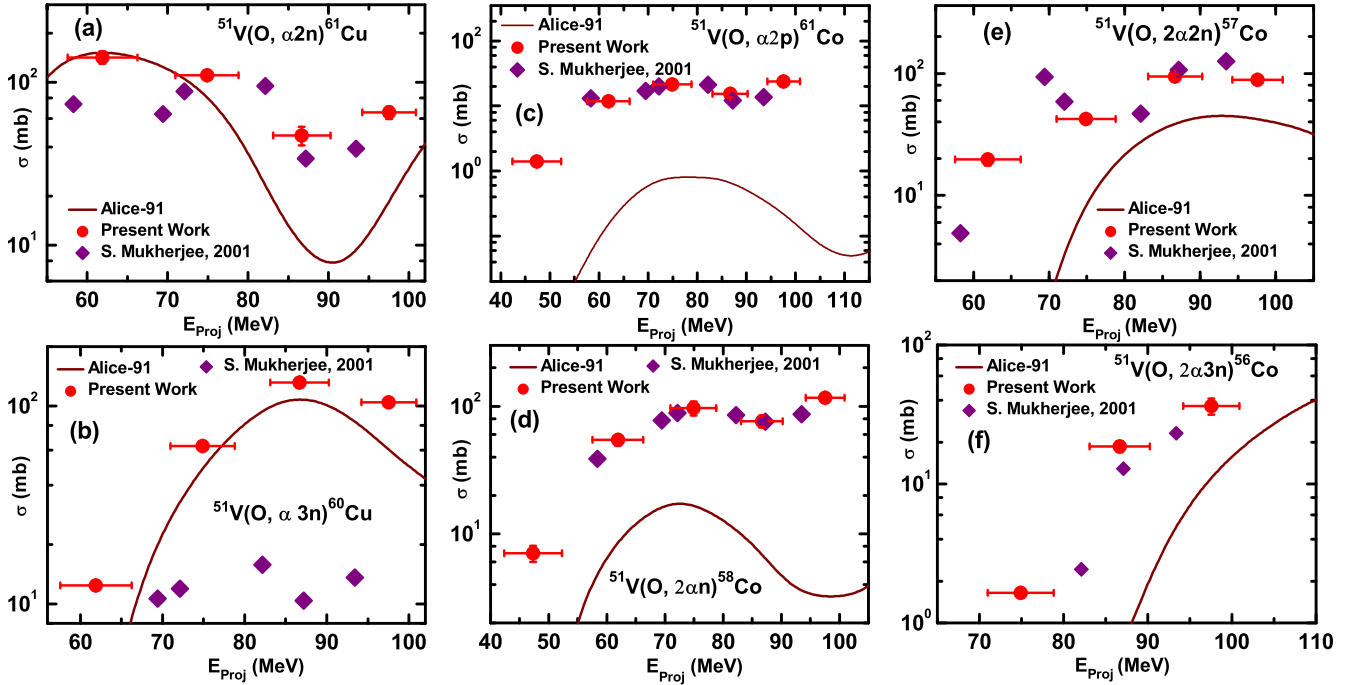 (a)
⁵¹V(O, α2n)⁶¹Cu
σ (mb)
10²
10¹
Alice-91
Present Work
S. Mukherjee, 2001
60 70 80 90 100
E_Proj (MeV)
Alice-91
Present Work
S. Mukherjee, 2001
⁵¹V(O, α2p)⁶¹Co
(c)
σ (mb)
10²
10⁰
40 50 60 70 80 90 100 110
E_Proj (MeV)
(e)
⁵¹V(O, 2α2n)⁵⁷Co
σ (mb)
10²
10¹
Alice-91
Present Work
S. Mukherjee, 2001
60 70 80 90 100
E_Proj (MeV)
Alice-91
Present Work
S. Mukherjee, 2001
(b)
σ (mb)
10²
10¹
⁵¹V(O, α 3n)⁶⁰Cu
60 70 80 90 100
E_Proj (MeV)
Alice-91
Present Work
S. Mukherjee, 2001
(d)
σ (mb)
10²
10¹
⁵¹V(O, 2αn)⁵⁸Co
40 50 60 70 80 90 100
E_Proj (MeV)
Alice-91
Present Work
S. Mukherjee, 2001
⁵¹V(O, 2α3n)⁵⁶Co
(f)
σ (mb)
10²
10¹
10⁰
70 80 90 100 110
E_Proj (MeV)